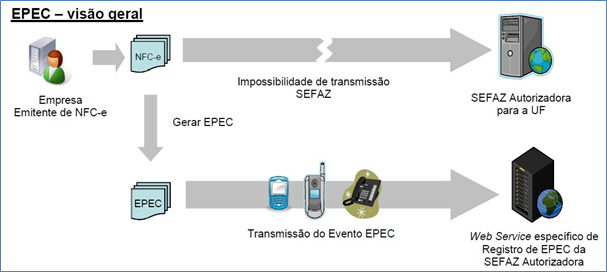 EPEC – visão geral
NFC-e
Impossibilidade de transmissão
SEFAZ
Empresa
Emitente de NFC-e
SEFAZ Autorizadora
para a UF
Gerar EPEC
EPEC
Transmissão do Evento EPEC
Web Service específico de
Registro de EPEC da
SEFAZ Autorizadora